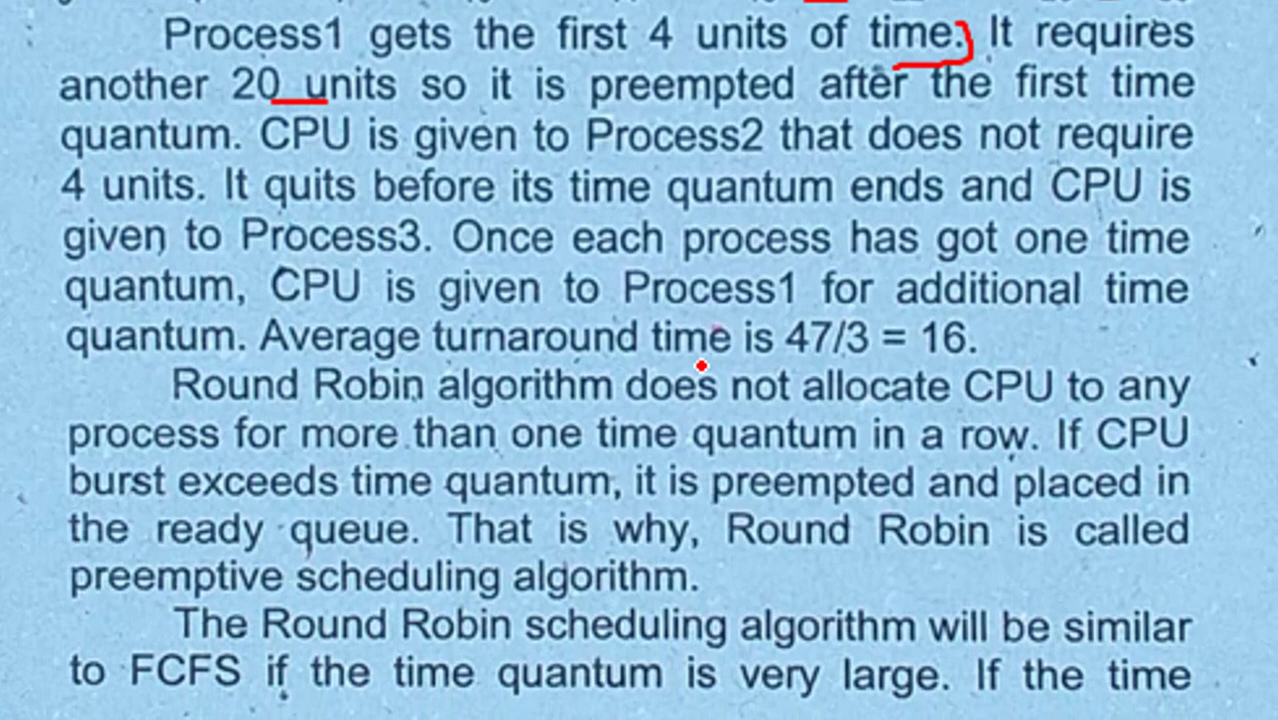 Process1 gets the first 4 units of time. It requires
another 20 units so it is preempted after the first time
quantum. CPU is given to Process2 that does not require
4 units. It quits before its time quantum ends and CPU is
given to Process3. Once each process has got one time
quantum, CPU is given to Process1 for additional time
quantum. Average turnaround time is 47/3 = 16.
Round Robin algorithm does not allocate CPU to any
process for more than one time quantum in a row. If CPU
burst exceeds time quantum, it is preempted and placed in
the ready queue. That is why, Round Robin is called
preemptive scheduling algorithm.
The Round Robin scheduling algorithm will be similar
to FCFS if the time quantum is very large. If the time